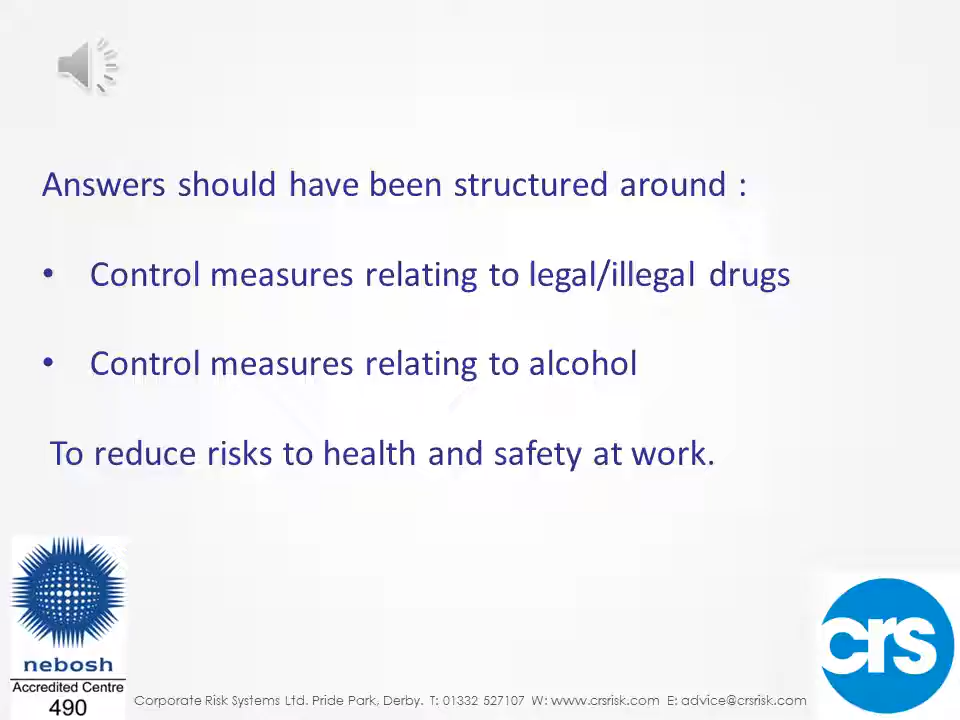 Answers should have been structured around :
• Control measures relating to legal/illegal drugs
• Control measures relating to alcohol
To reduce risks to health and safety at work.
nebosh
Accredited Centre
490
Corporate Risk Systems Ltd. Pride Park, Derby. T: 01332 527107 W: www.crsrisk.com E: advice@crsrisk.com
crs